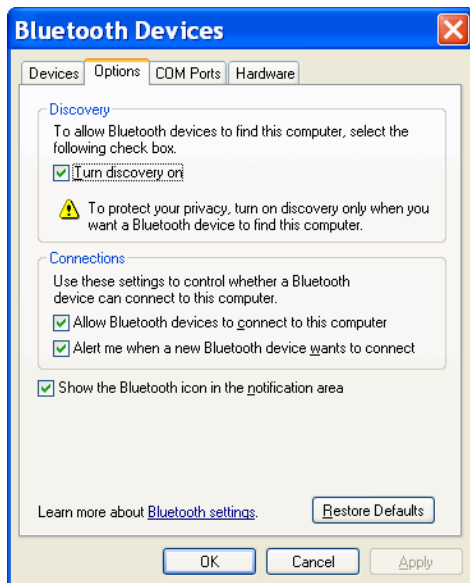 Bluetooth Devices
Devices Options COM Ports Hardware
Discovery
To allow Bluetooth devices to find this computer, select the
following check box.
Turn discovery on
To protect your privacy, turn on discovery only when you
want a Bluetooth device to find this computer.
Connections
Use these settings to control whether a Bluetooth
device can connect to this computer.
Allow Bluetooth devices to connect to this computer
Alert me when a new Bluetooth device wants to connect
Show the Bluetooth icon in the notification area
Learn more about Bluetooth settings. Restore Defaults
OK Cancel Apply